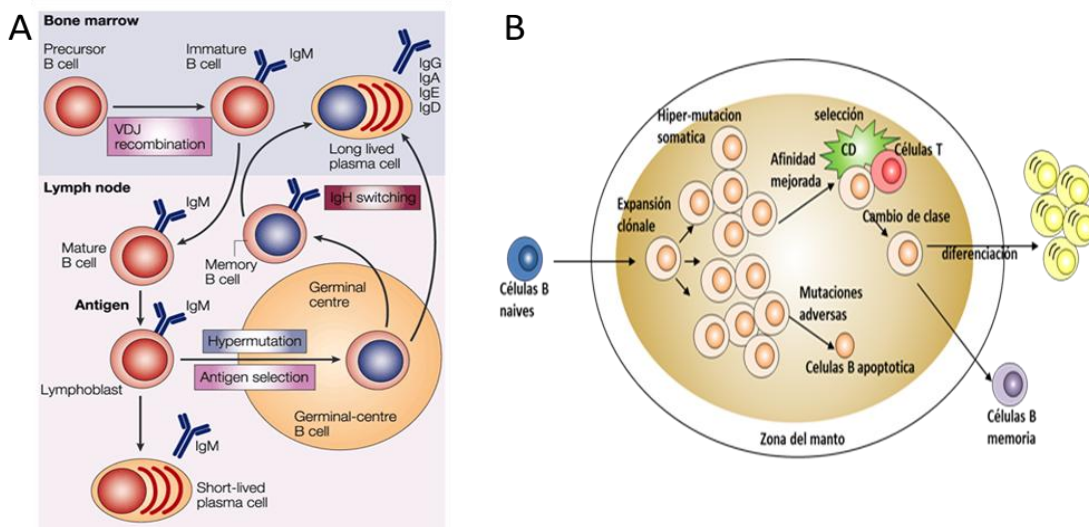 A
Bone marrow
Precursor
B cell
Immature
B cell
IgM
IgG
IgA
IgE
IgD
VDJ
recombination
Long lived
plasma cell
Lymph node
IgM
IgH switching
Mature
B cell
Memory
B cell
Antigen
IgM
Germinal
centre
Hypermutation
Antigen selection
Lymphoblast
Germinal-centre
B cell
IgM
Short-lived
plasma cell
B
Hiper-mutacion
somatica
selección
CD
Células T
Afinidad
mejorada
Expansión
clónale
Cambio de clase
diferenciación
Células B
naives
Mutaciones
adversas
Celulas B apoptotica
Células B
memoria
Zona del manto